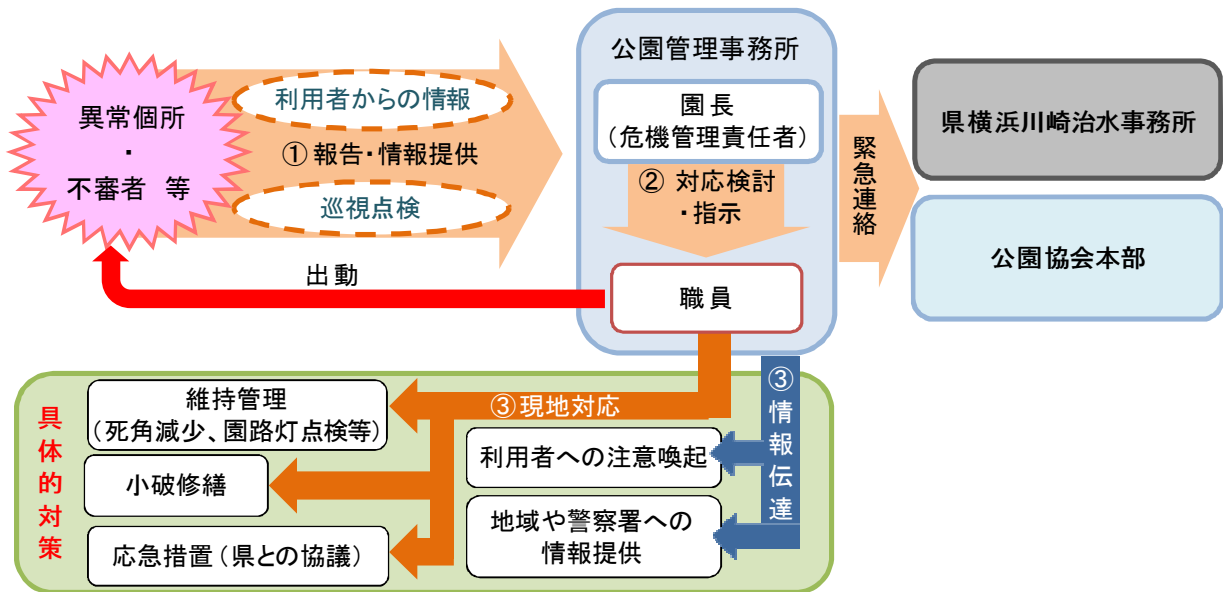 異常個所
・
不審者 等
利用者からの情報
①報告・情報提供
巡視点検
出動
公園管理事務所
園長
(危機管理責任者)
② 対応検討
・指示
職員
緊急連絡
県横浜川崎治水事務所
公園協会本部
具体的対策
維持管理
(死角減少、園路灯点検等)
小破修繕
応急措置(県との協議)
③現地対応
利用者への注意喚起
地域や警察署への
情報提供
③情報伝達